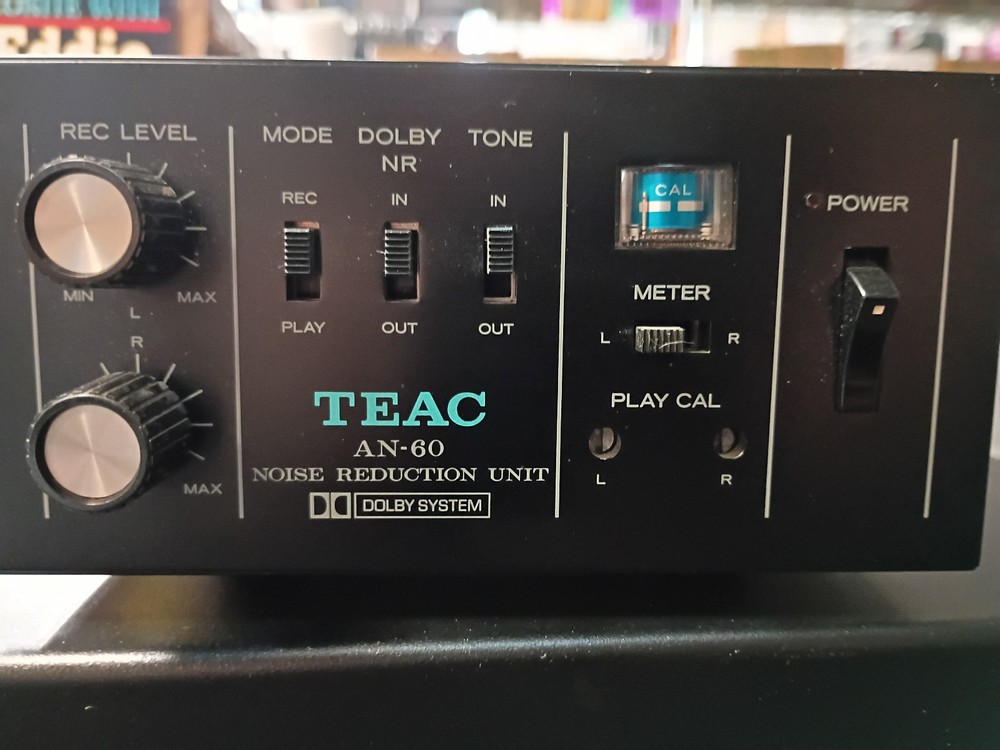 Eddie
REC LEVEL
MIN
MAX
L
R
MAX
MODE
DOLBY NR
TONE
REC
IN
IN
PLAY
OUT
OUT
TEAC
AN-60
NOISE REDUCTION UNIT
DOLBY SYSTEM
CAL
METER
L
R
PLAY CAL
L
R
POWER